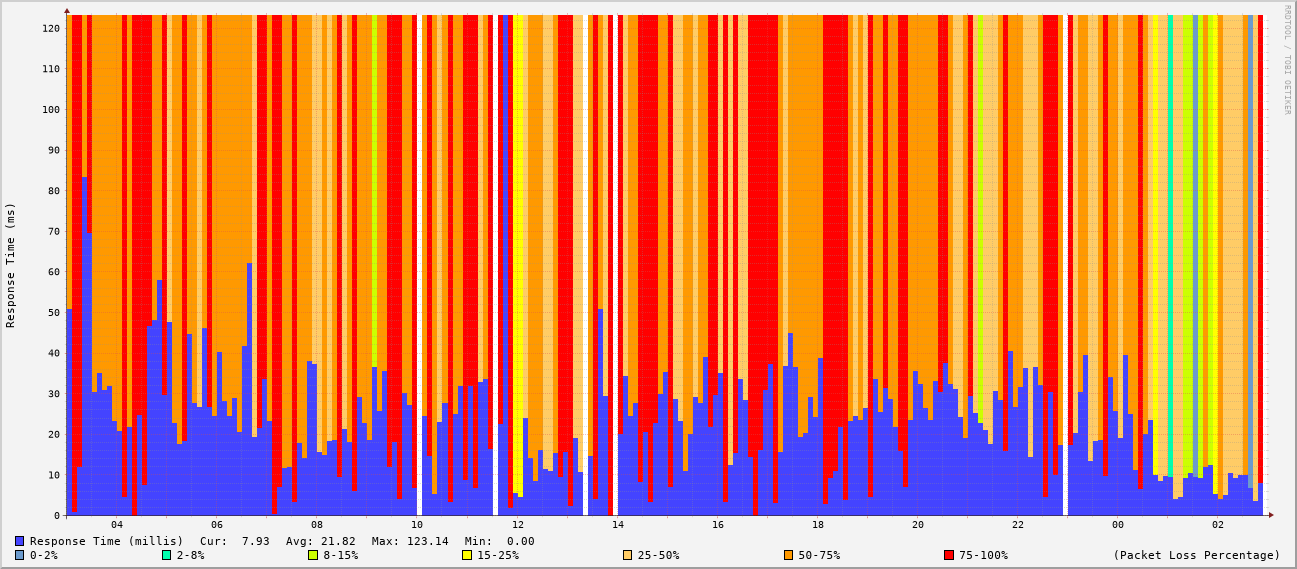 RRDTOOL / TOBI OETIKER
Response Time (ms)
120
110
100
90
80
70
60
50
40
30
20
10
0
04 06 08 10 12 14 16 18 20 22 00 02
Response Time (millis) Cur: 7.93 Avg: 21.82 Max: 123.14 Min: 0.00
0-2% 2-8% 8-15% 15-25% 25-50% 50-75% 75-100% (Packet Loss Percentage)